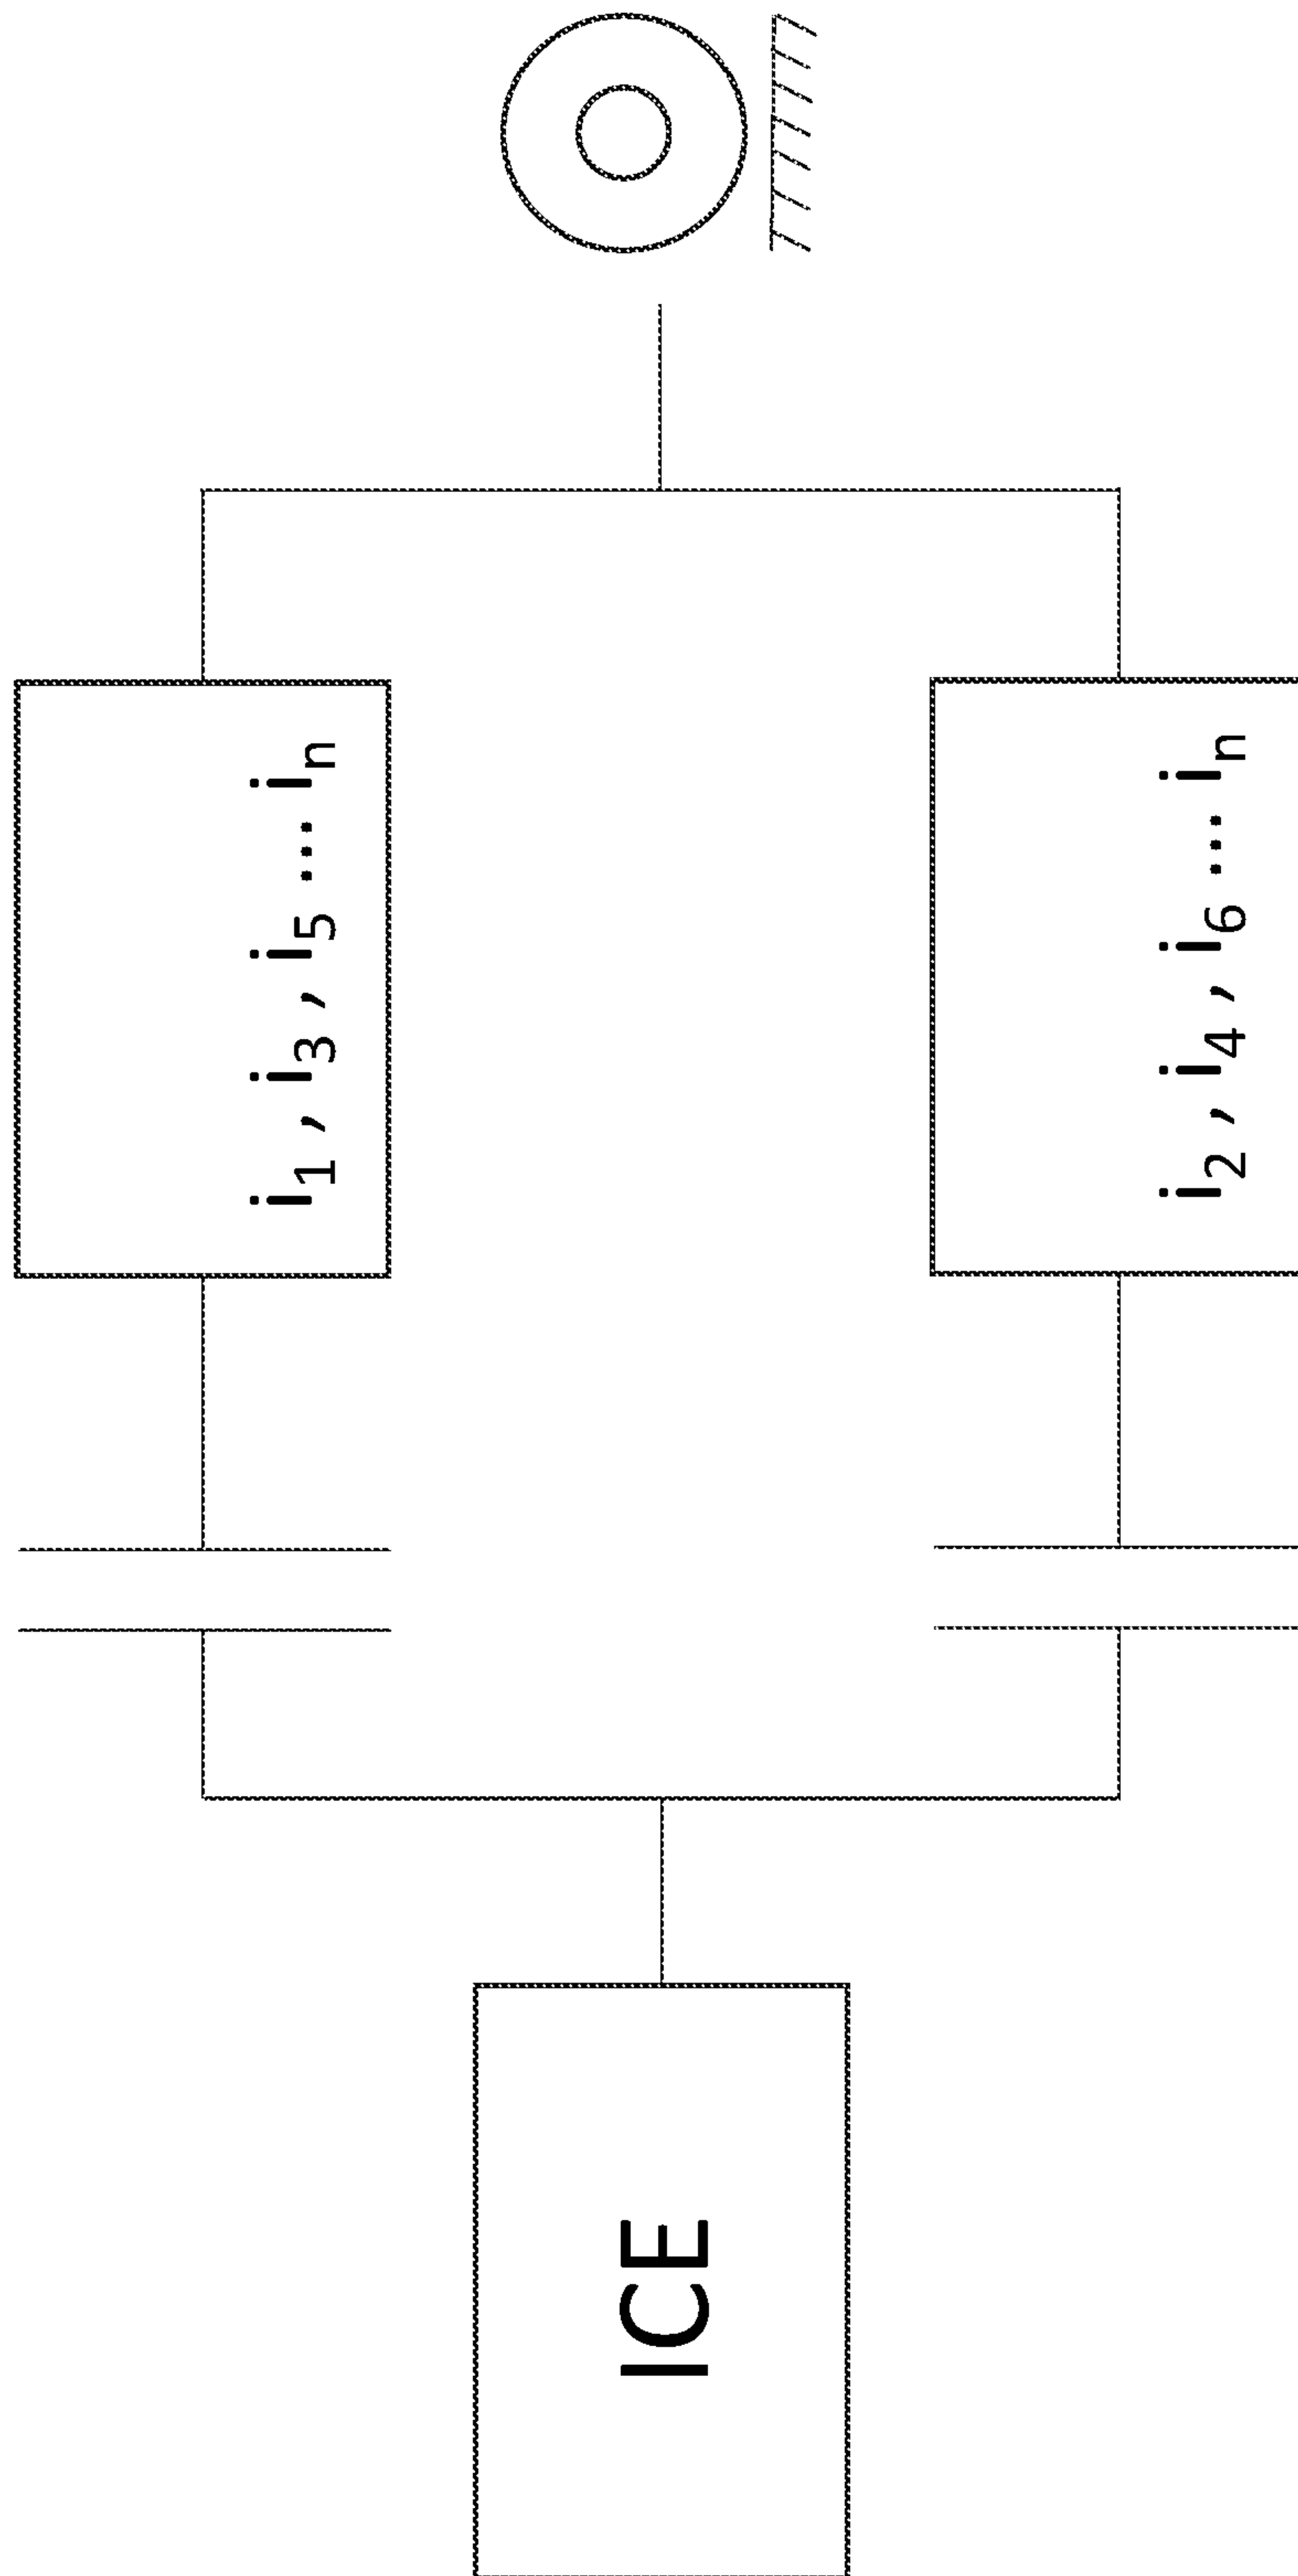 i₁ , i₃ , i₅ ... iₙ
i₂ , i₄ , i₆ ... iₙ
ICE